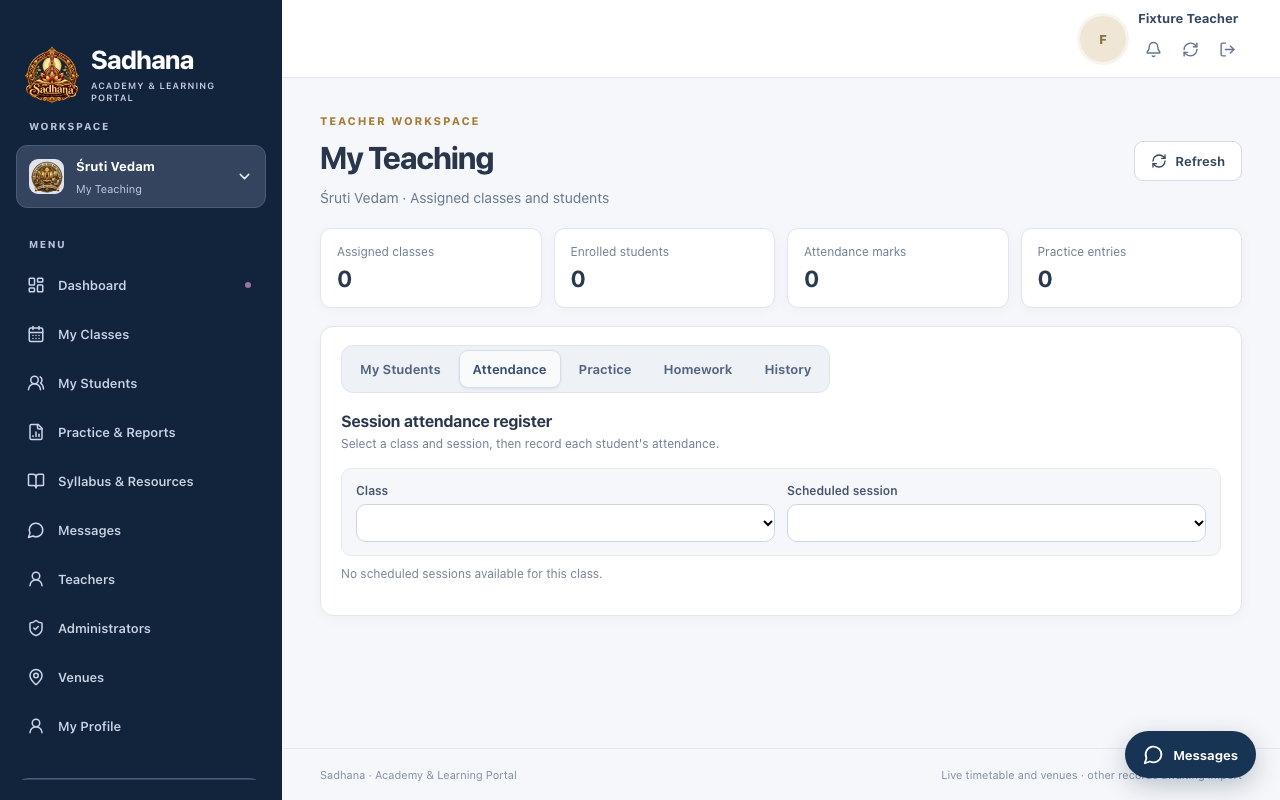 Sadhana
ACADEMY & LEARNING
PORTAL
WORKSPACE
Śruti Vedam
My Teaching
MENU
Dashboard
My Classes
My Students
Practice & Reports
Syllabus & Resources
Messages
Teachers
Administrators
Venues
My Profile
Fixture Teacher
F
TEACHER WORKSPACE
My Teaching
Refresh
Śruti Vedam · Assigned classes and students
Assigned classes
0
Enrolled students
0
Attendance marks
0
Practice entries
0
My Students Attendance Practice Homework History
Session attendance register
Select a class and session, then record each student's attendance.
Class
Scheduled session
No scheduled sessions available for this class.
Sadhana · Academy & Learning Portal
Live timetable and venues · other
Messages